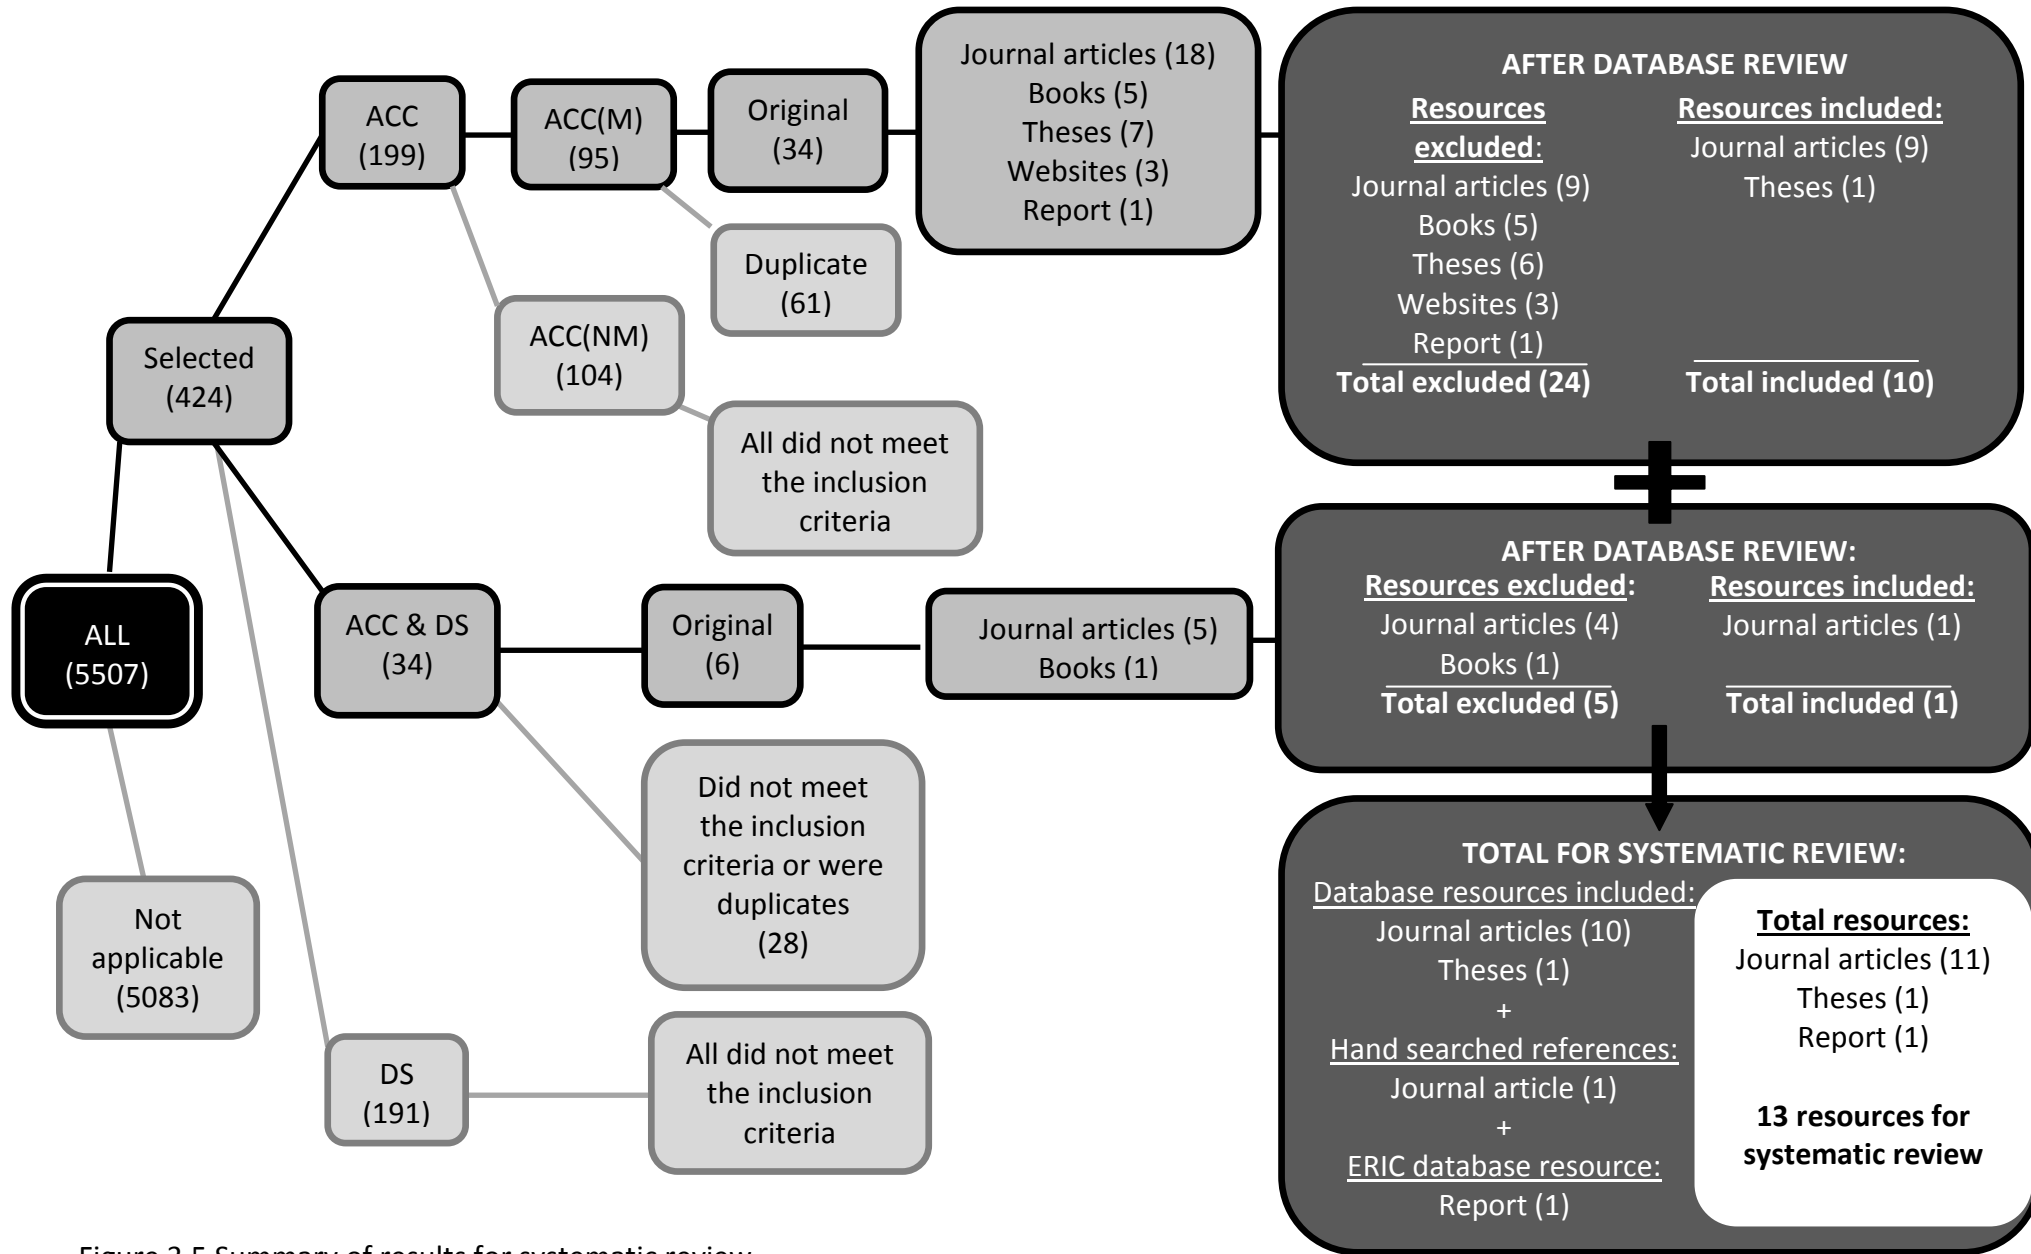 ALL
(5507)
Not
applicable
(5083)
Selected
(424)
ACC
(199)
ACC(M)
(95)
Original
(34)
Duplicate
(61)
ACC(NM)
(104)
All did not meet
the inclusion
criteria
Journal articles (18)
Books (5)
Theses (7)
Websites (3)
Report (1)
AFTER DATABASE REVIEW
Resources
excluded:
Journal articles (9)
Books (5)
Theses (6)
Websites (3)
Report (1)
Total excluded (24)
Resources included:
Journal articles (9)
Theses (1)
Total included (10)
ACC & DS
(34)
Original
(6)
Journal articles (5)
Books (1)
Did not meet
the inclusion
criteria or were
duplicates
(28)
DS
(191)
All did not meet
the inclusion
criteria
AFTER DATABASE REVIEW:
Resources excluded:
Journal articles (4)
Books (1)
Total excluded (5)
Resources included:
Journal articles (1)
Total included (1)
TOTAL FOR SYSTEMATIC REVIEW:
Database resources included:
Journal articles (10)
Theses (1)
+
Hand searched references:
Journal article (1)
+
ERIC database resource:
Report (1)
Total resources:
Journal articles (11)
Theses (1)
Report (1)
13 resources for
systematic review
Summary of results for systematic review